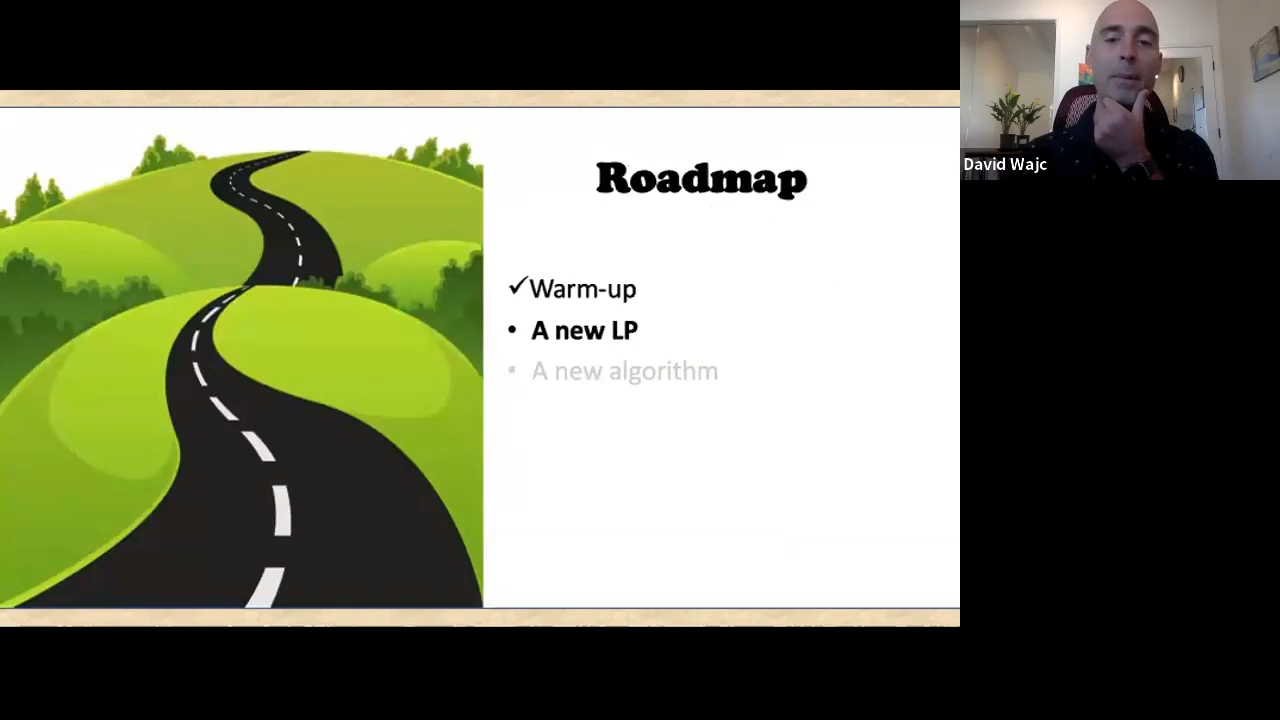 Roadmap
✓Warm-up
• A new LP
• A new algorithm
David Wajc